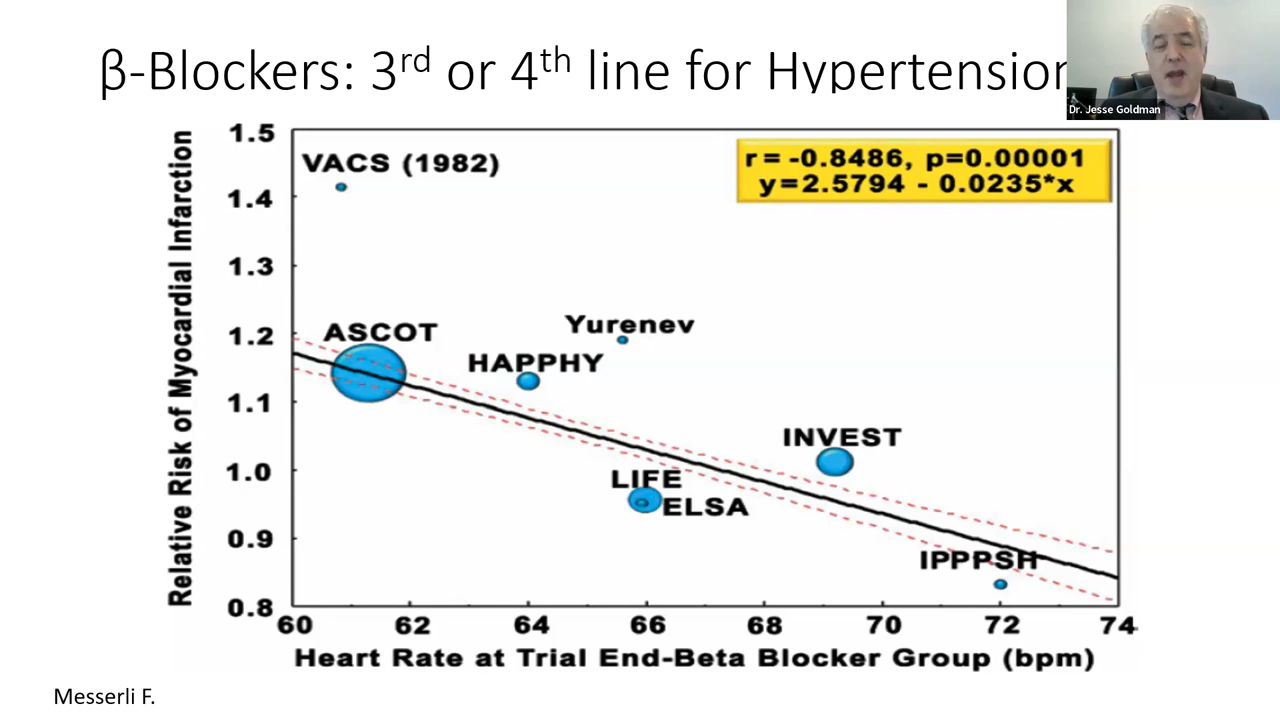 β-Blockers: 3rd or 4th line for Hypertension
Dr. Jesse Goldman
Relative Risk of Myocardial Infarction
1.5
1.4
1.3
1.2
1.1
1.0
0.9
0.8
r = -0.8486, p=0.00001
y=2.5794 - 0.0235*x
VACS (1982)
ASCOT
HAPPHY
Yurenev
INVEST
LIFE
ELSA
IPPPSH
60 62 64 66 68 70 72 74
Heart Rate at Trial End-Beta Blocker Group (bpm)
Messerli F.